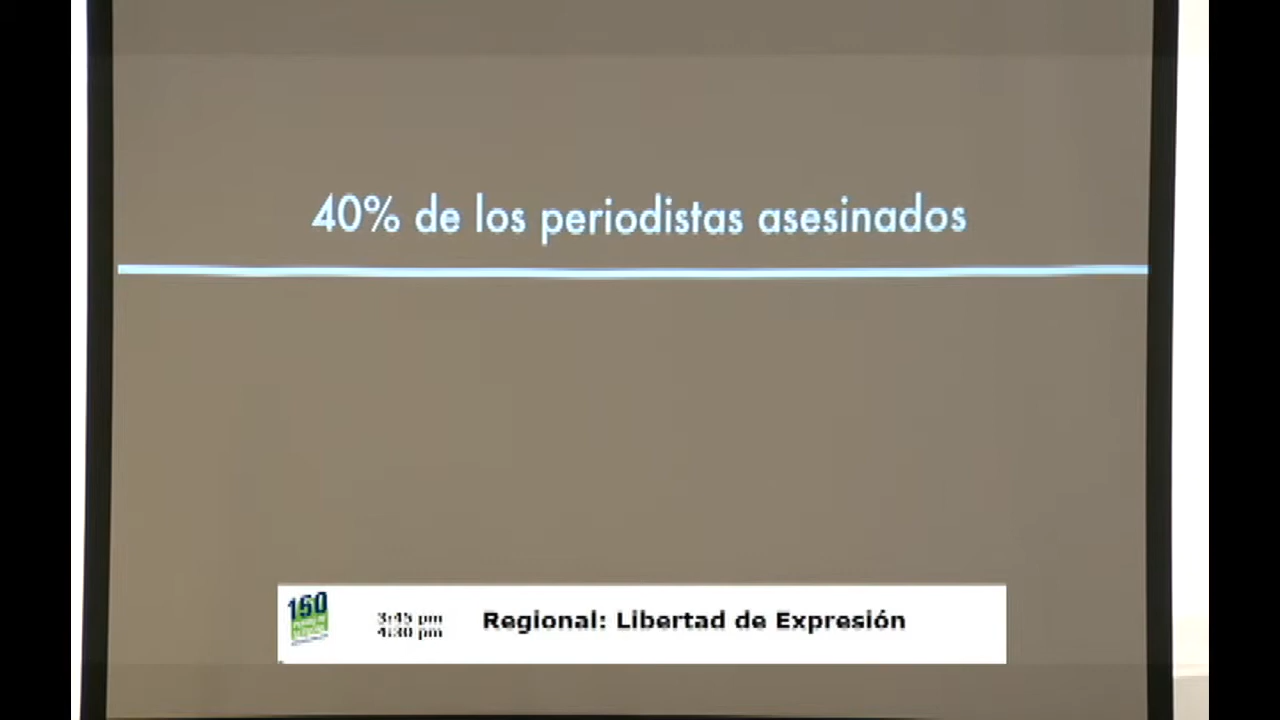 40% de los periodistas asesinados
150
3:45 pm
4:30 pm
Regional: Libertad de Expresión